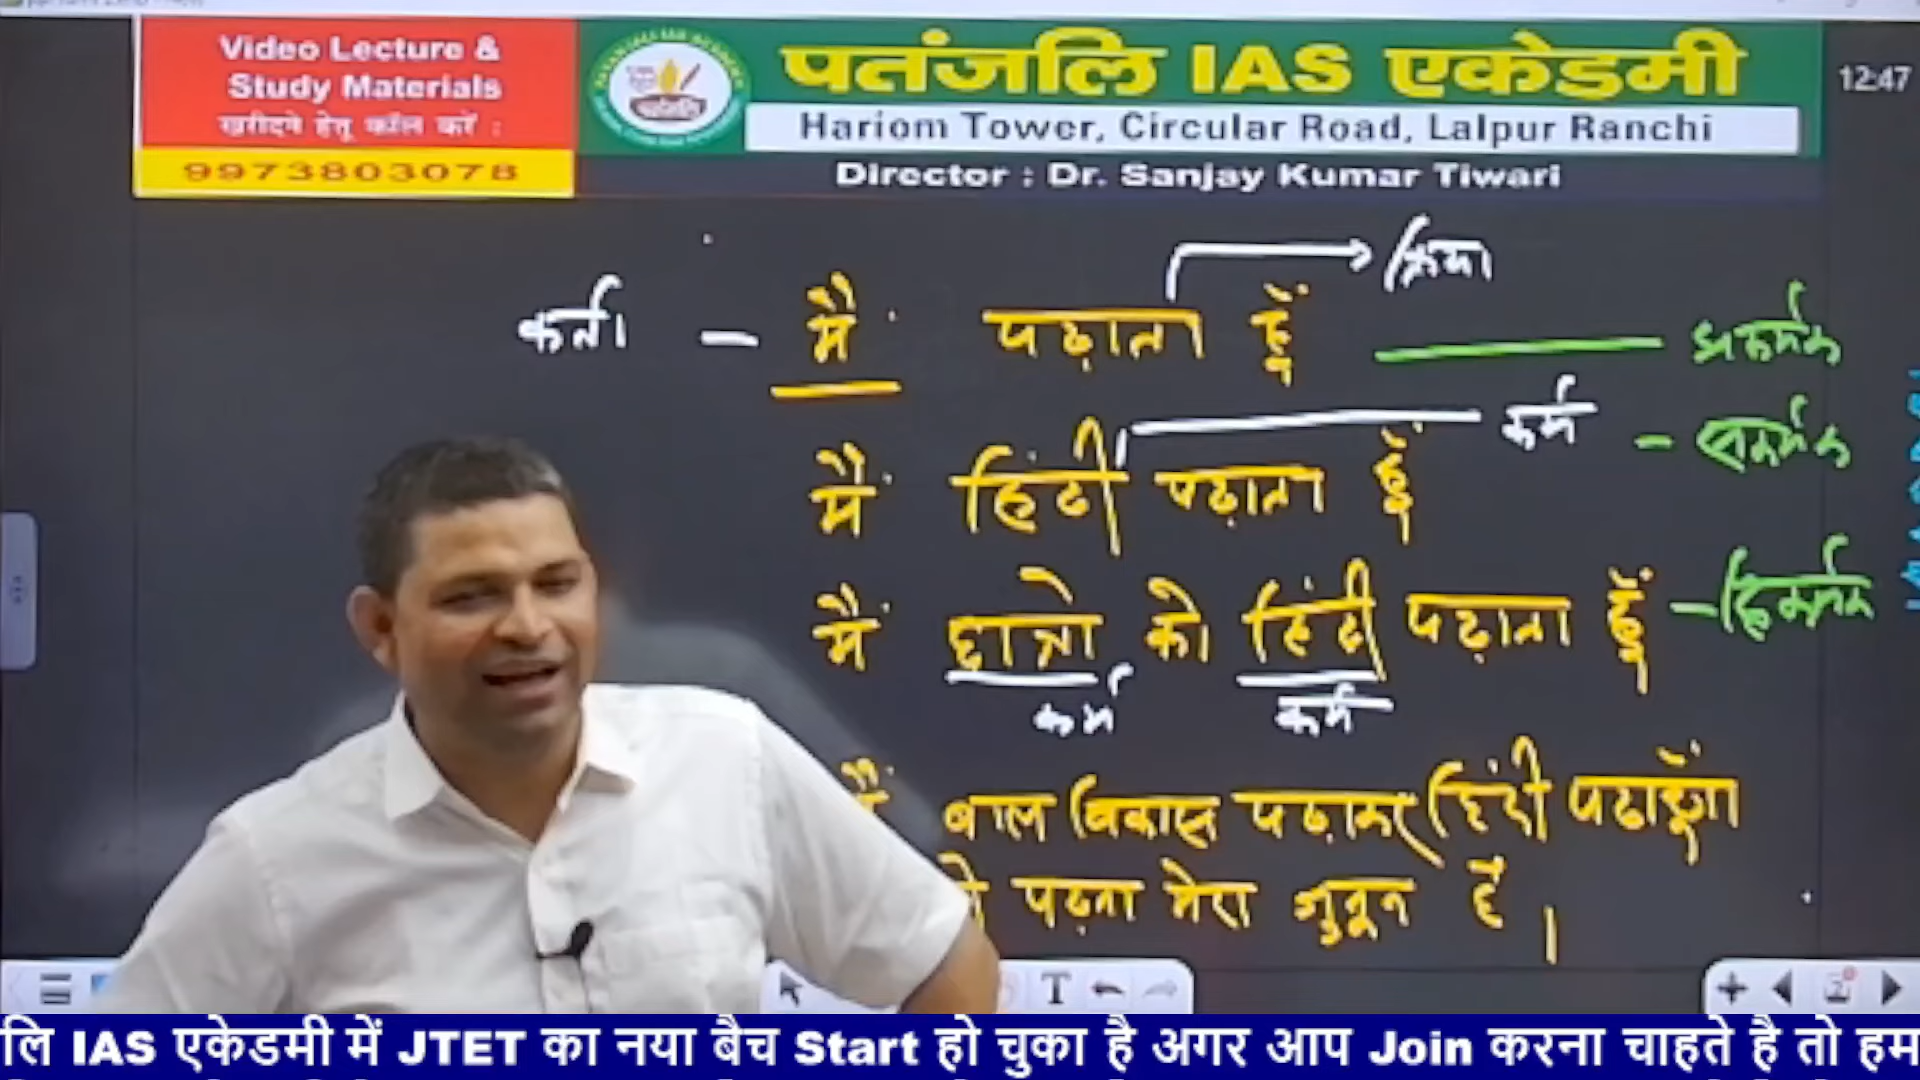 Video Lecture &
Study Materials
खरीदने हेतू कॉल करें :
9973803078
पतंजलि IAS एकेडमी
Hariom Tower, Circular Road, Lalpur Ranchi
Director : Dr. Sanjay Kumar Tiwari
12:47
क्रिया
कर्ता – मैं पढ़ाता हूँ — अकर्मक
कर्म
मैं हिंदी पढ़ाता हूँ – सकर्मक
मैं छात्रो को हिंदी पढ़ाता हूँ – द्विकर्मक
कर्म कर्म
मैं बाल विकास पढ़ाकर हिंदी पढाऊंगा
पढ़ना मेरा जुनून है।
T
2
लि IAS एकेडमी में JTET का नया बैच Start हो चुका है अगर आप Join करना चाहते है तो हम